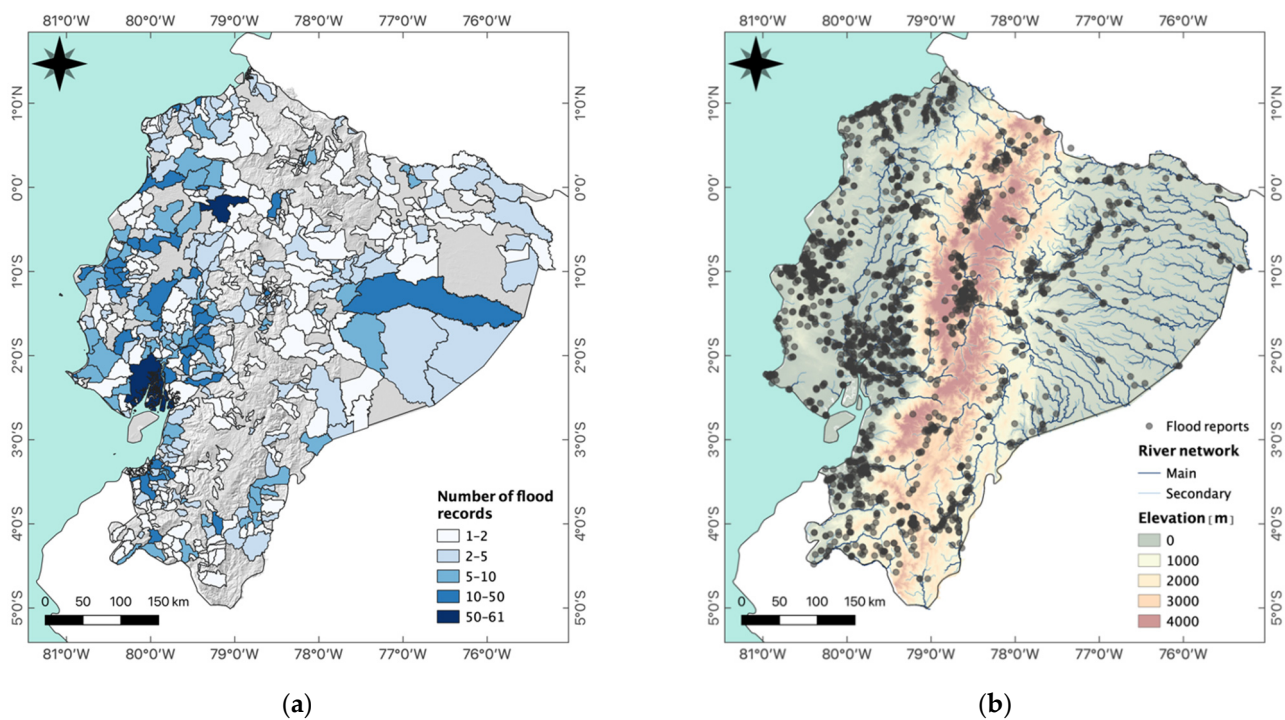 81°0'W 80°0'W 79°0'W 78°0'W 77°0'W 76°0'W
1°0'N
0°0'
1°0'S
2°0'S
3°0'S
4°0'S
5°0'S
Number of flood
records
1–2
2–5
5–10
10–50
50–61
0 50 100 150 km
1°0'N
0°0'
1°0'S
2°0'S
3°0'S
4°0'S
5°0'S
81°0'W 80°0'W 79°0'W 78°0'W 77°0'W 76°0'W
(a)
81°0'W 80°0'W 79°0'W 78°0'W 77°0'W 76°0'W
1°0'N
0°0'
1°0'S
2°0'S
3°0'S
4°0'S
5°0'S
Flood reports
River network
Main
Secondary
Elevation [m]
0
1000
2000
3000
4000
0 50 100 150 km
1°0'N
0°0'
1°0'S
2°0'S
3°0'S
4°0'S
5°0'S
81°0'W 80°0'W 79°0'W 78°0'W 77°0'W 76°0'W
(b)